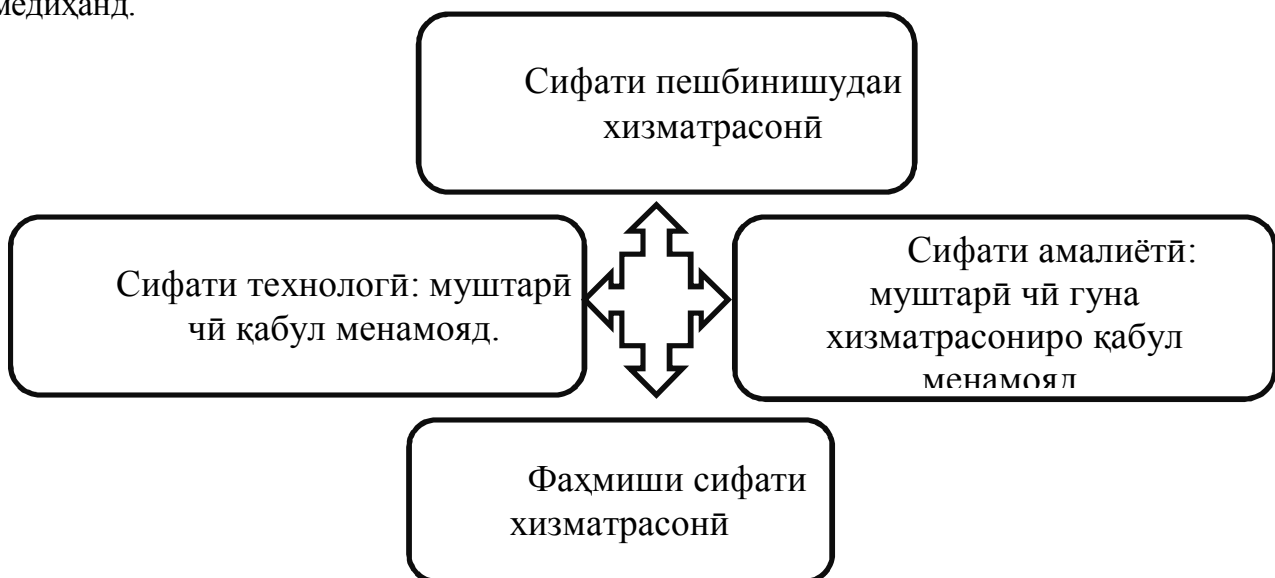 медиҳанд.
Сифати пешбинишудаи
хизматрасонӣ
Сифати технологӣ: муштарӣ
чӣ қабул менамояд.
Сифати амалиётӣ:
муштарӣ чӣ гуна
хизматрасониро қабул
менамояд
Фаҳмиши сифати
хизматрасонӣ